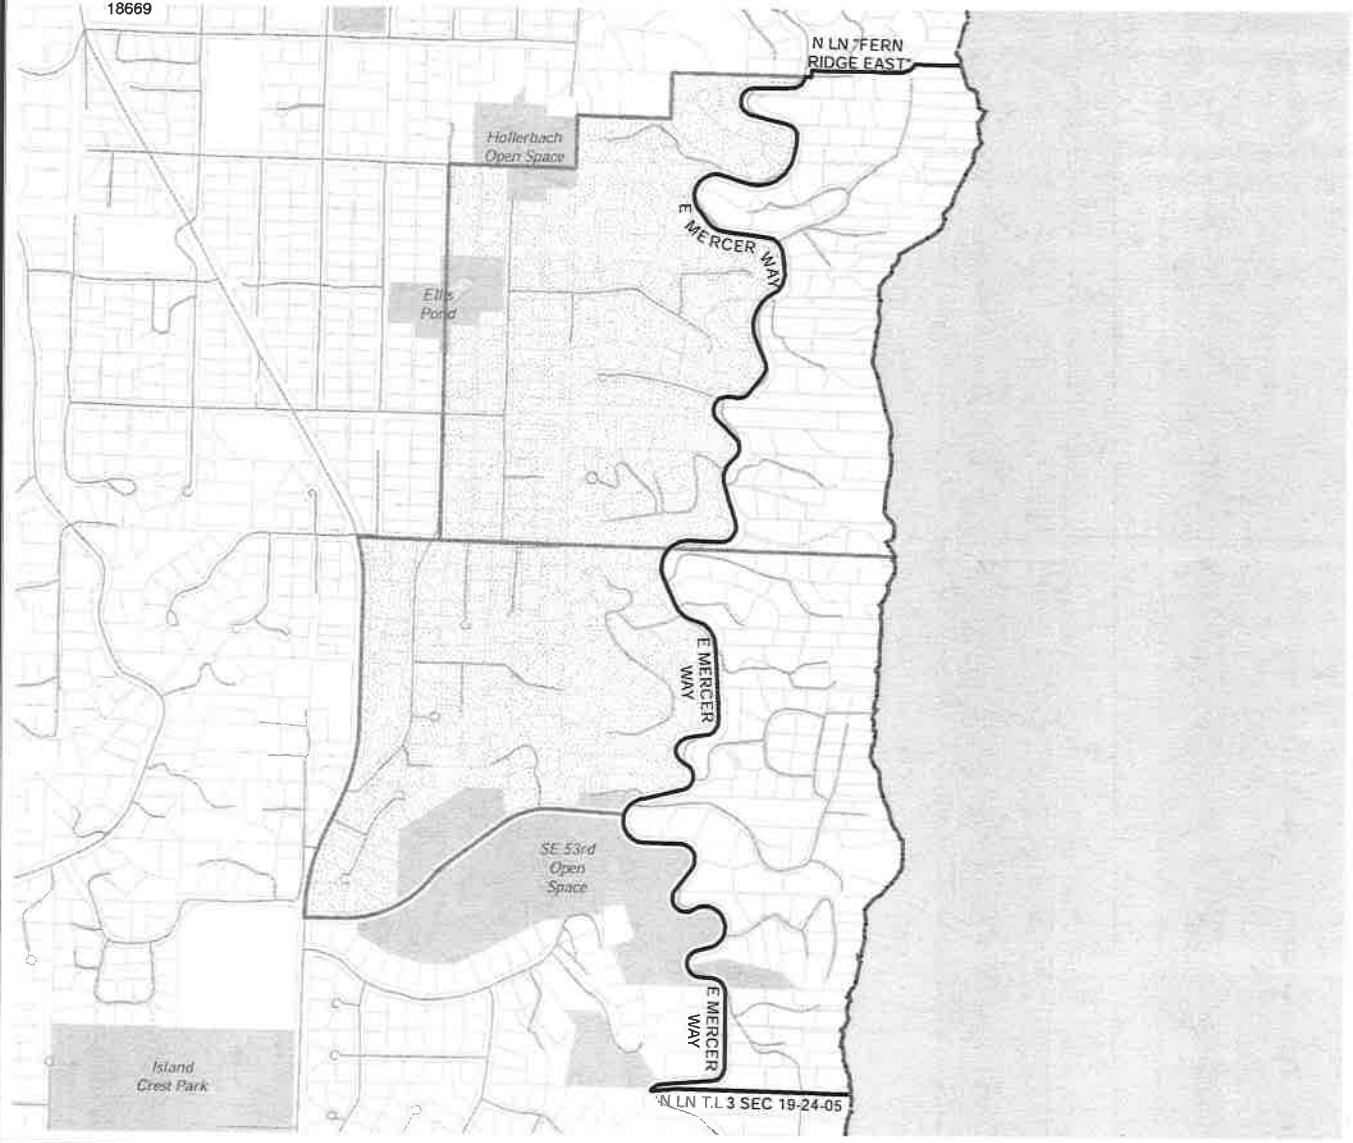 18669
N LN "FERN
RIDGE EAST"
Hollerbach
Open Space
E MERCER WAY
Ellis
Pond
E MERCER
WAY
SE 53rd
Open
Space
E MERCER
WAY
Island
Crest Park
N LN T.L 3 SEC 19-24-05